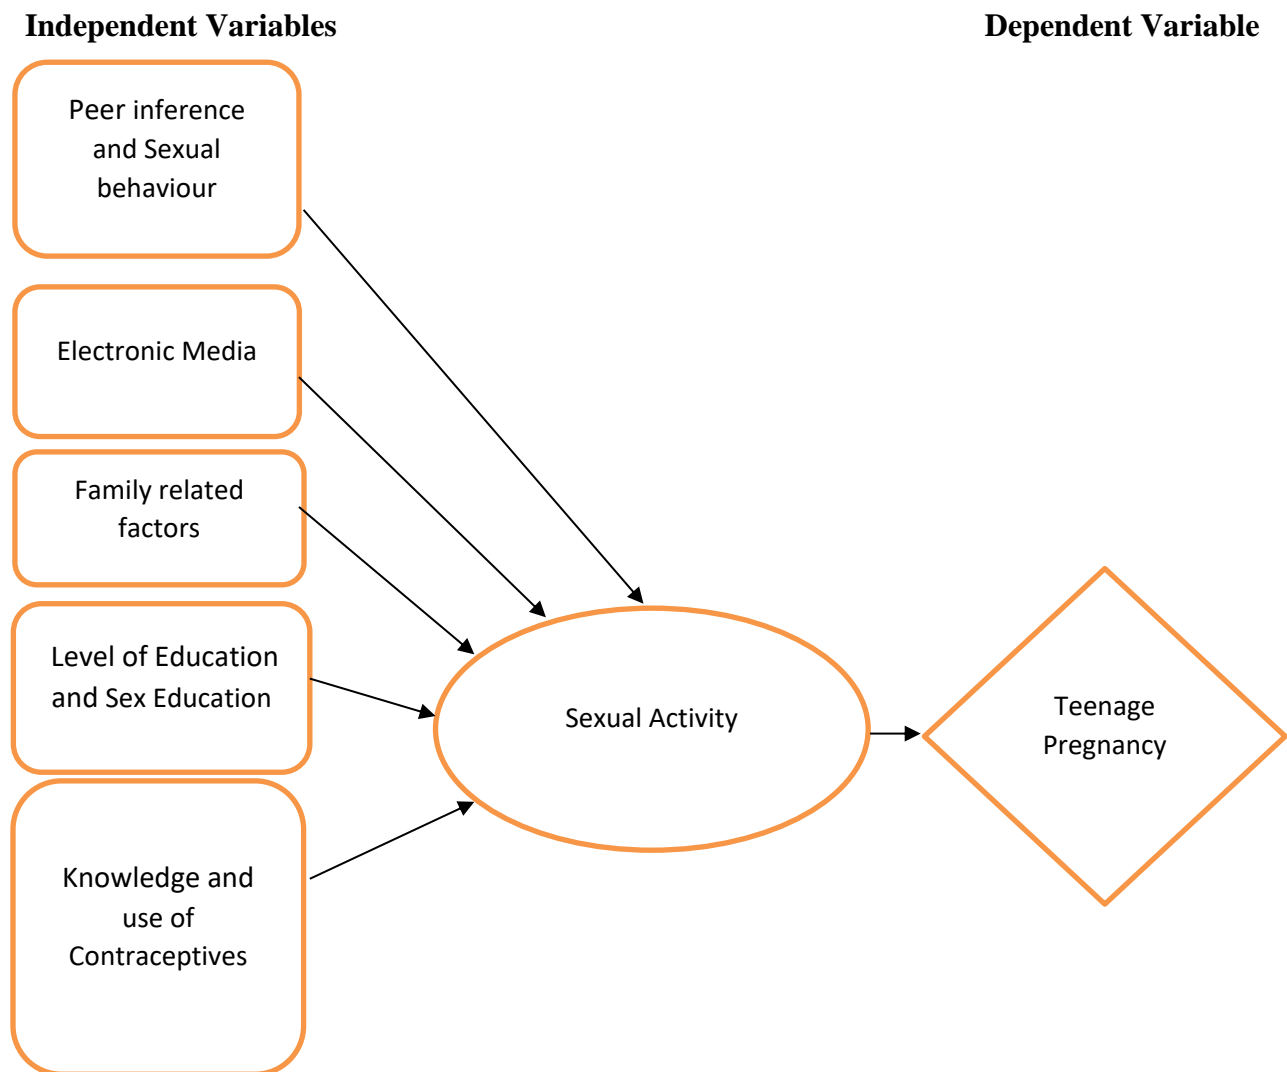 Independent Variables
Dependent Variable
Peer inference
and Sexual
behaviour
Electronic Media
Family related
factors
Level of Education
and Sex Education
Knowledge and
use of
Contraceptives
Sexual Activity
Teenage
Pregnancy